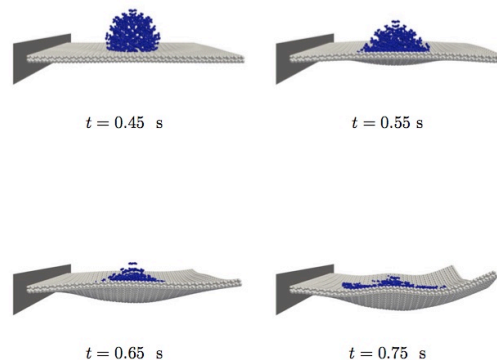 t = 0.45 s
t = 0.55 s
t = 0.65 s
t = 0.75 s